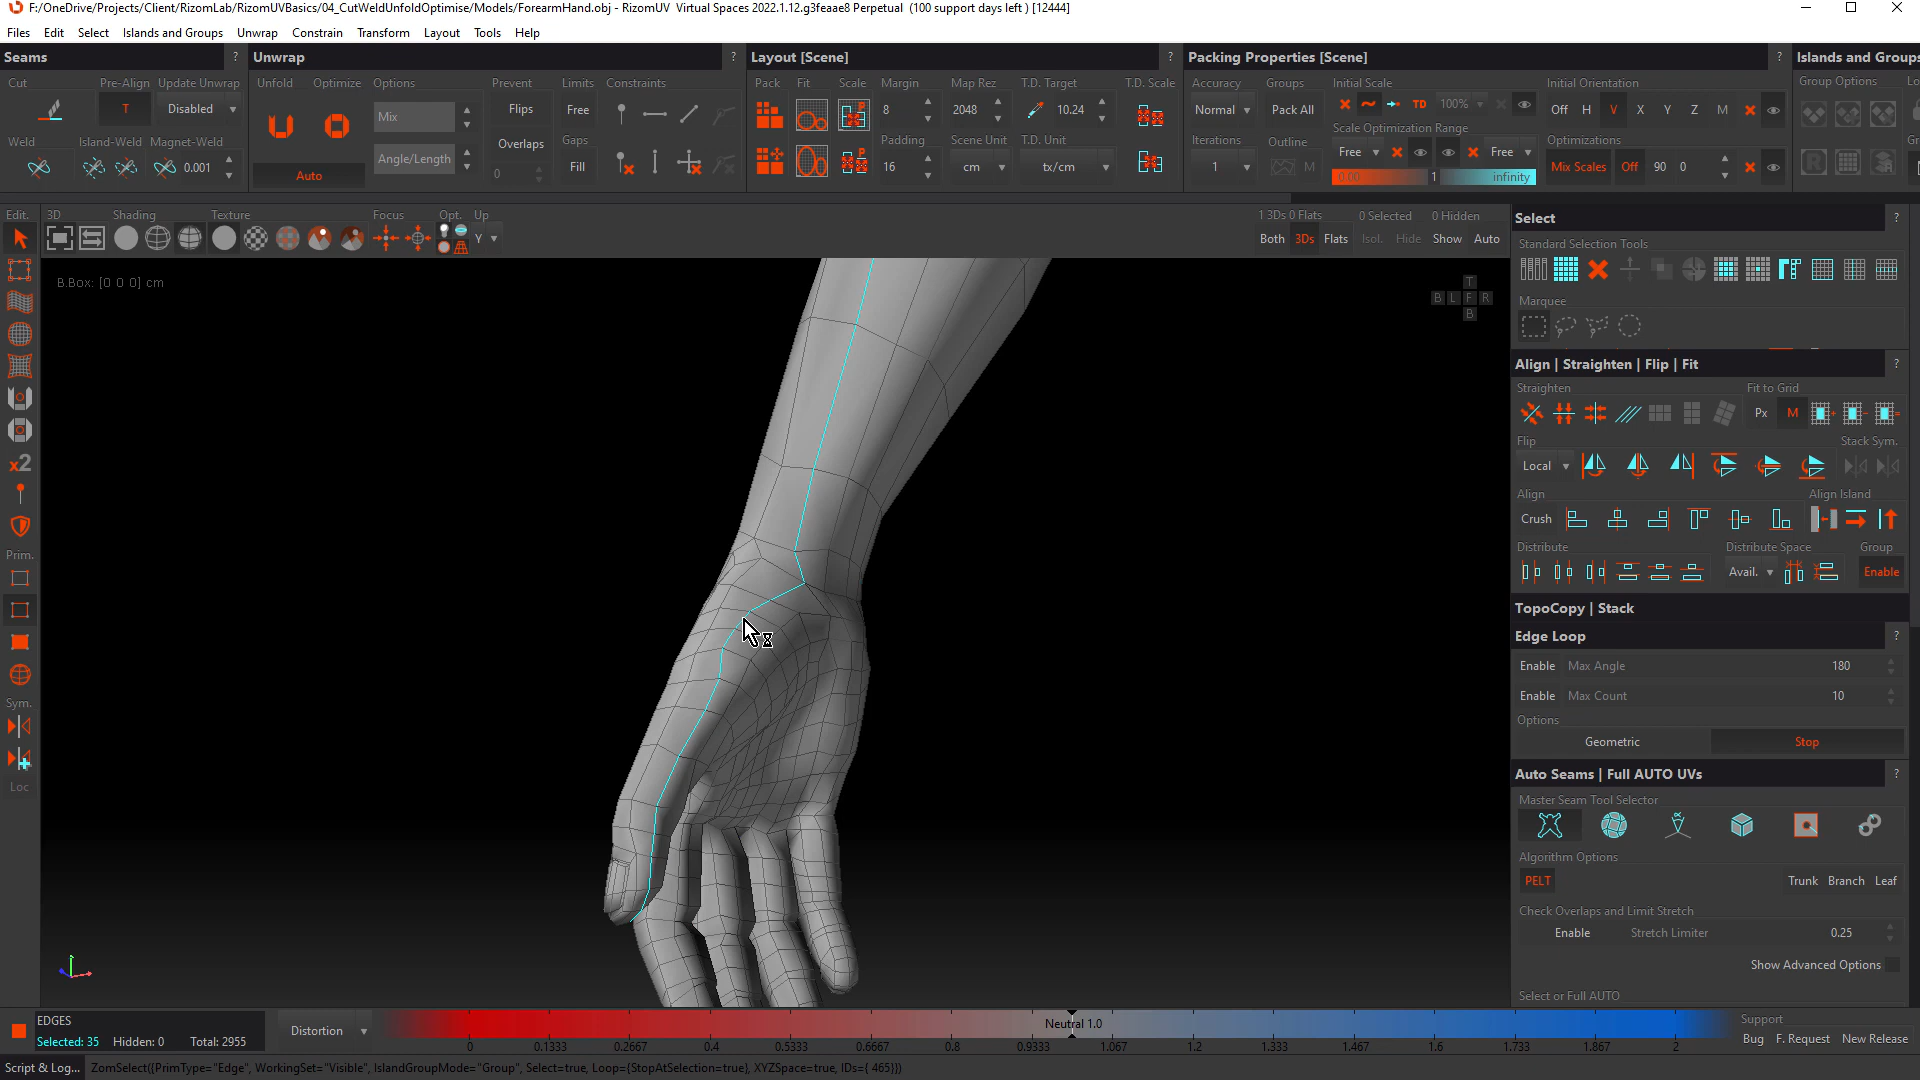 F:/OneDrive/Projects/Client/RizomLab/RizomUVBasics/04_CutWeldUnfoldOptimise/Models/ForearmHand.obj - RizomUV Virtual Spaces 2022.1.12.g3feaae8 Perpetual (100 support days left ) [12444]
Files Edit Select Islands and Groups Unwrap Constrain Transform Layout Tools Help
Seams ? Unwrap ? Layout [Scene] ? Packing Properties [Scene] ? Islands and Groups
Cut Pre-Align Update Unwrap Unfold Optimize Options Prevent Limits Constraints Pack Fit Scale Margin Map Rez T.D. Target T.D. Scale Accuracy Groups Initial Scale Initial Orientation Group Options
T Disabled Mix Flips Free 8 2048 10.24 Normal Pack All TD 100% Off H V X Y Z M
Weld Island-Weld Magnet-Weld Angle/Length Overlaps Gaps Padding Scene Unit T.D. Unit Iterations Outline Scale Optimization Range Optimizations
0.001 Auto 0 Fill 16 cm tx/cm 1 M Free Free Mix Scales Off 90 0
0.00 1 infinity
Edit. 3D Shading Texture Focus Opt. Up 1 3Ds 0 Flats 0 Selected 0 Hidden
Y Both 3Ds Flats Isol. Hide Show Auto
B.Box: [0 0 0] cm
T
B L F R
B
x2
Prim.
Sym.
Loc
Select ?
Standard Selection Tools
Marquee
Align | Straighten | Flip | Fit ?
Straighten Fit to Grid
Px M
Flip Stack Sym.
Local
Align Align Island
Crush
Distribute Distribute Space Group
Avail. Enable
TopoCopy | Stack
Edge Loop ?
Enable Max Angle 180
Enable Max Count 10
Options
Geometric Stop
Auto Seams | Full AUTO UVs ?
Master Seam Tool Selector
Algorithm Options
PELT Trunk Branch Leaf
Check Overlaps and Limit Stretch
Enable Stretch Limiter 0.25
Show Advanced Options
Select or Full AUTO
EDGES
Selected: 35 Hidden: 0 Total: 2955
Distortion
Neutral 1.0
0 0.1333 0.2667 0.4 0.5333 0.6667 0.8 0.9333 1.067 1.2 1.333 1.467 1.6 1.733 1.867 2
Support
Bug F. Request New Release
Script & Log... ZomSelect({PrimType="Edge", WorkingSet="Visible", IslandGroupMode="Group", Select=true, Loop={StopAtSelection=true}, XYZSpace=true, IDs={ 465}})